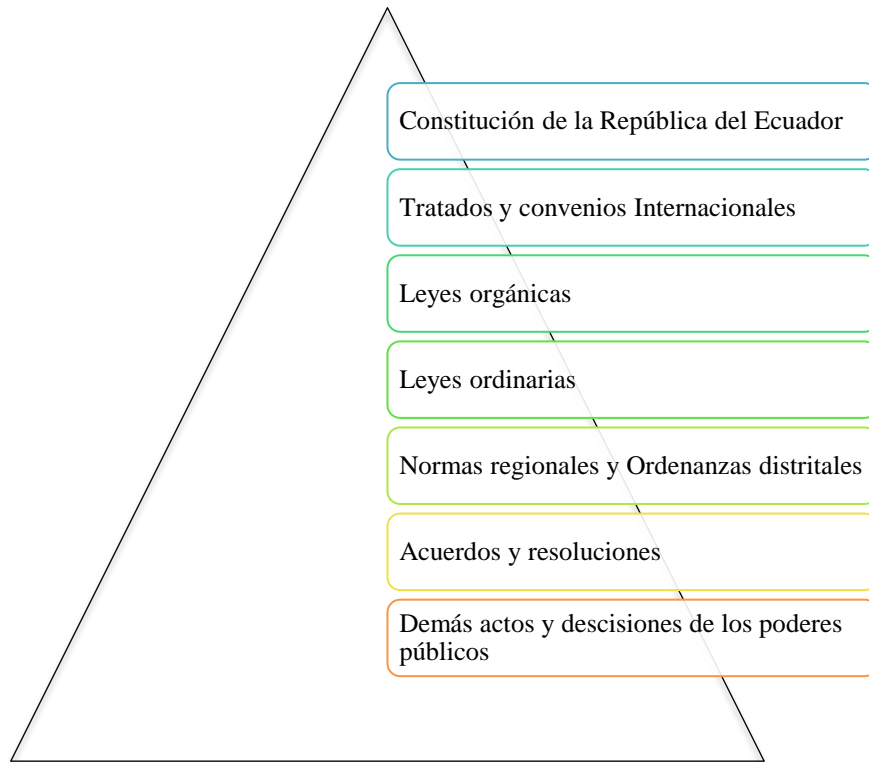 Constitución de la República del Ecuador
Tratados y convenios Internacionales
Leyes orgánicas
Leyes ordinarias
Normas regionales y Ordenanzas distritales
Acuerdos y resoluciones
Demás actos y descisiones de los poderes
públicos